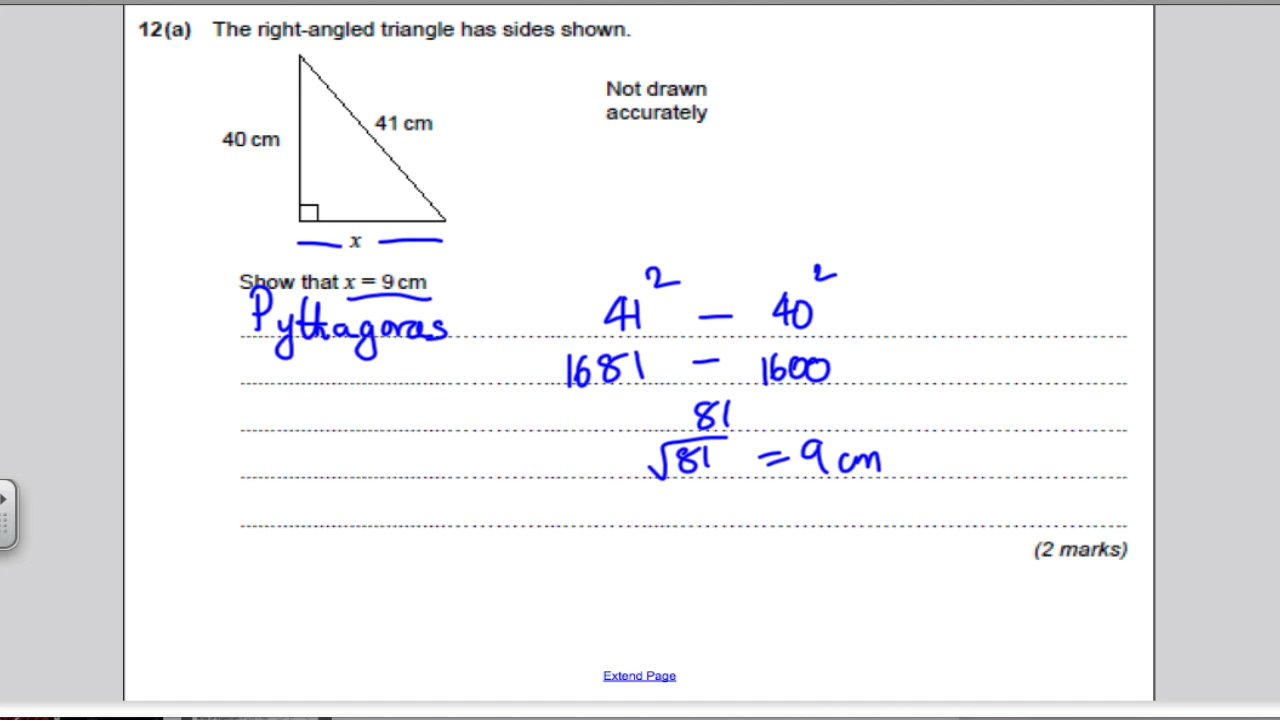 12(a) The right-angled triangle has sides shown.
Not drawn
accurately
41 cm
40 cm
x
Show that x = 9 cm
Pythagoras 41² – 40²
1681 – 1600
81
√81 = 9 cm
(2 marks)
Extend Page